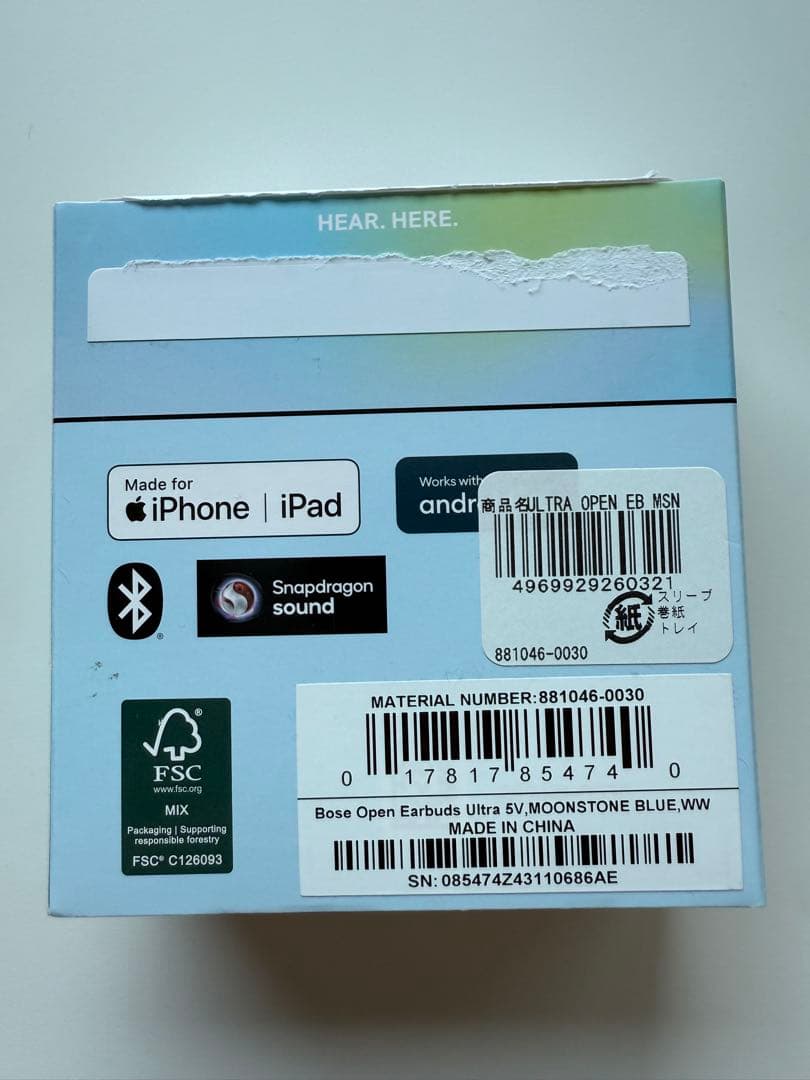 HEAR. HERE.
Made for
iPhone | iPad
Works with
andr
商品名ULTRA OPEN EB MSN
4969929260321
紙
スリーブ
巻紙
トレイ
881046-0030
Snapdragon
sound
MATERIAL NUMBER:881046-0030
0 17817 85474 0
Bose Open Earbuds Ultra 5V,MOONSTONE BLUE,WW
MADE IN CHINA
SN: 085474Z43110686AE
FSC
www.fsc.org
MIX
Packaging | Supporting
responsible forestry
FSC® C126093